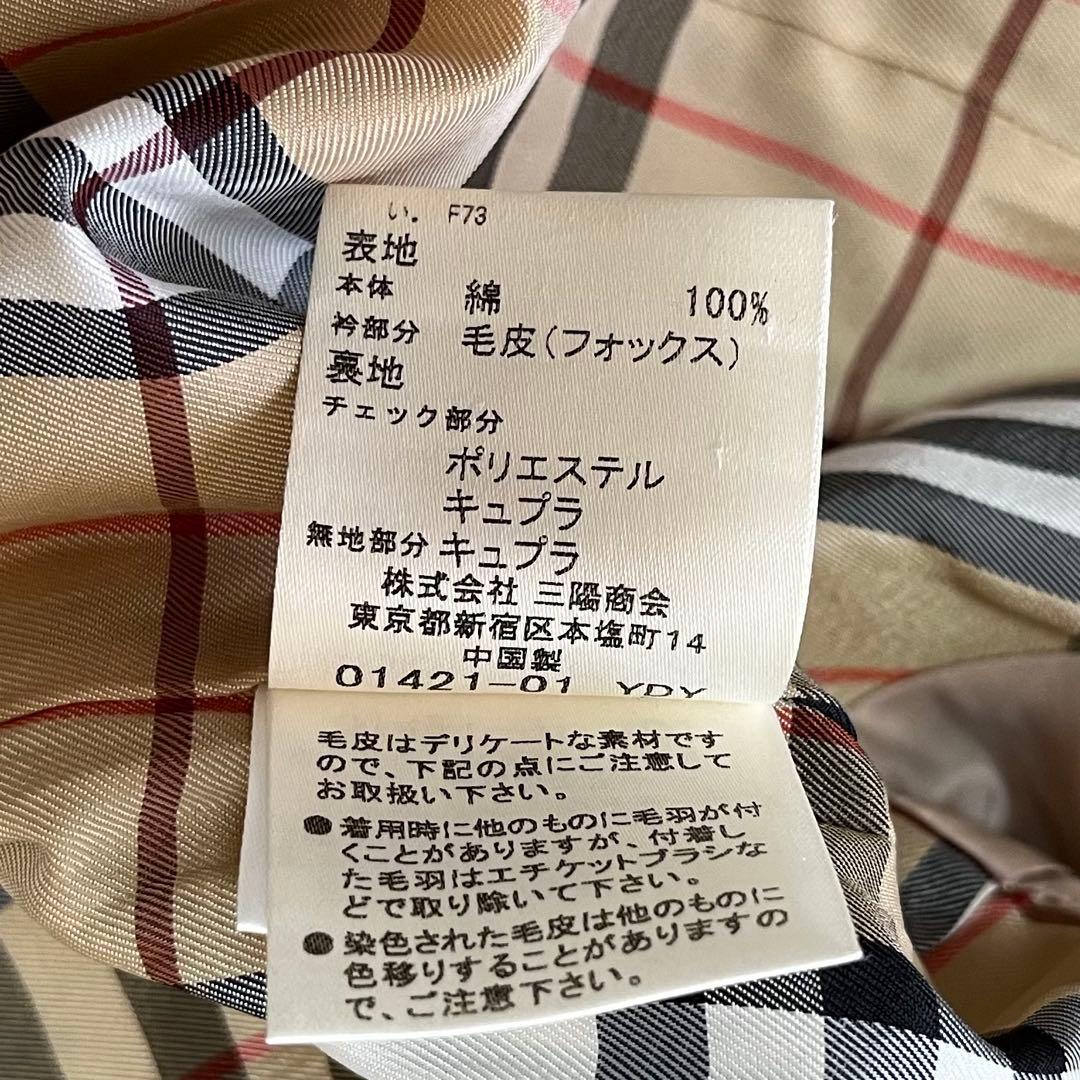 い。 F73
表地
本体 綿 100%
衿部分 毛皮(フォックス)
裏地
チェック部分
ポリエステル
キュプラ
無地部分 キュプラ
株式会社 三陽商会
東京都新宿区本塩町14
中国製
01421-01 YDY
毛皮はデリケートな素材です
ので、下記の点にご注意して
お取扱い下さい。
●着用時に他のものに毛羽が付
くことがありますが、付着し
た毛羽はエチケットブラシな
どで取り除いて下さい。
●染色された毛皮は他のものに
色移りすることがありますの
で、ご注意下さい。